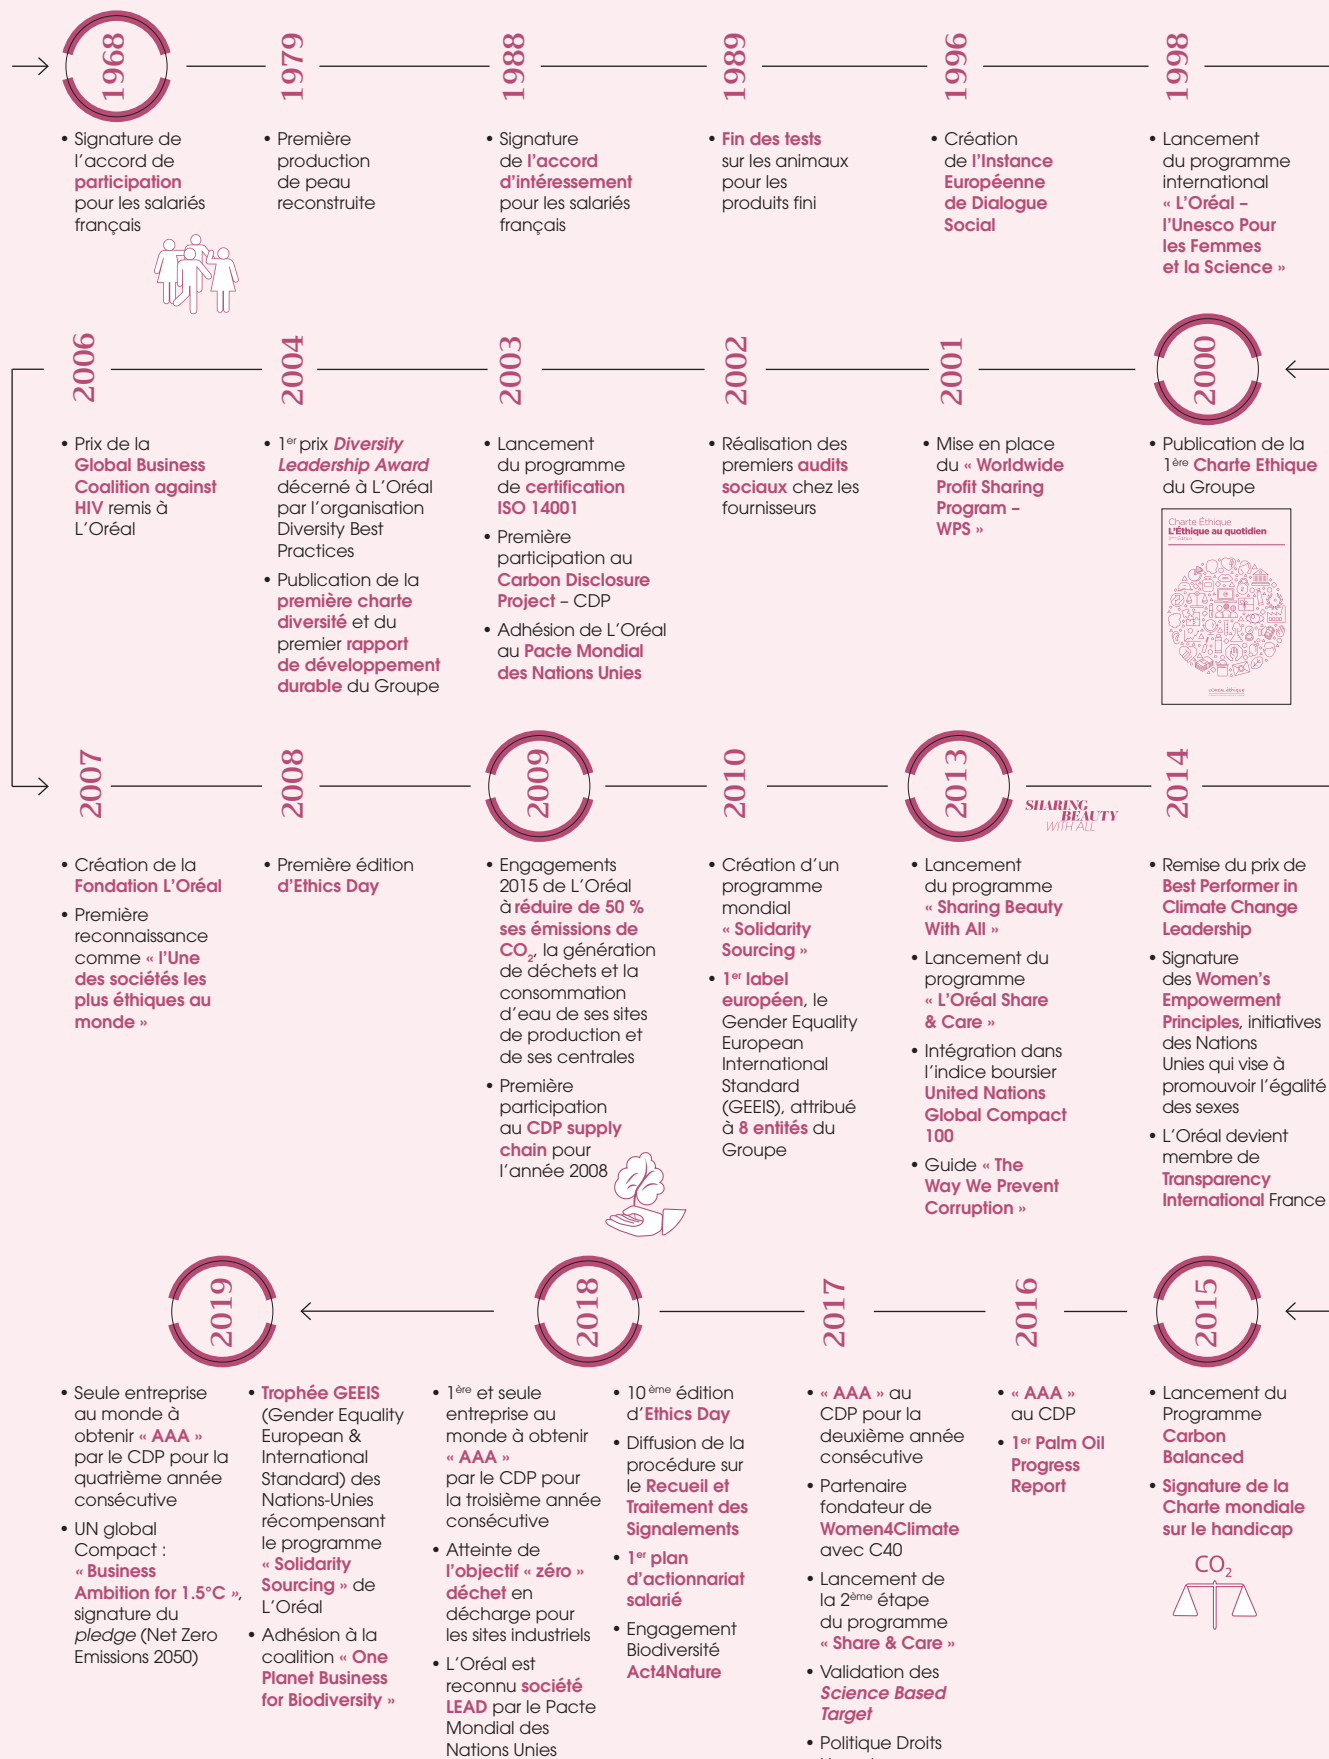 1968
• Signature de
l’accord de
participation
pour les salariés
français
1979
• Première
production
de peau
reconstruite
1988
• Signature
de l’accord
d’intéressement
pour les salariés
français
1989
• Fin des tests
sur les animaux
pour les
produits fini
1996
• Création
de l’Instance
Européenne
de Dialogue
Social
1998
• Lancement
du programme
international
« L’Oréal –
l’Unesco Pour
les Femmes
et la Science »
2000
• Publication de la
1ère Charte Ethique
du Groupe
Charte Éthique
L’Éthique au quotidien
L’ORÉAL éthique
2001
• Mise en place
du « Worldwide
Profit Sharing
Program –
WPS »
2002
• Réalisation des
premiers audits
sociaux chez les
fournisseurs
2003
• Lancement
du programme
de certification
ISO 14001
• Première
participation au
Carbon Disclosure
Project – CDP
• Adhésion de L’Oréal
au Pacte Mondial
des Nations Unies
2004
• 1er prix Diversity
Leadership Award
décerné à L’Oréal
par l’organisation
Diversity Best
Practices
• Publication de la
première charte
diversité et du
premier rapport
de développement
durable du Groupe
2006
• Prix de la
Global Business
Coalition against
HIV remis à
L’Oréal
2007
• Création de la
Fondation L’Oréal
• Première
reconnaissance
comme « l’Une
des sociétés les
plus éthiques au
monde »
2008
• Première édition
d’Ethics Day
2009
• Engagements
2015 de L’Oréal
à réduire de 50 %
ses émissions de
CO2, la génération
de déchets et la
consommation
d’eau de ses sites
de production et
de ses centrales
• Première
participation
au CDP supply
chain pour
l’année 2008
2010
• Création d’un
programme
mondial
« Solidarity
Sourcing »
• 1er label
européen, le
Gender Equality
European
International
Standard
(GEEIS), attribué
à 8 entités du
Groupe
2013
SHARING
BEAUTY
WITH ALL
• Lancement
du programme
« Sharing Beauty
With All »
• Lancement du
programme
« L’Oréal Share
& Care »
• Intégration dans
l’indice boursier
United Nations
Global Compact
100
• Guide « The
Way We Prevent
Corruption »
2014
• Remise du prix de
Best Performer in
Climate Change
Leadership
• Signature
des Women’s
Empowerment
Principles, initiatives
des Nations
Unies qui vise à
promouvoir l’égalité
des sexes
• L’Oréal devient
membre de
Transparency
International France
2015
• Lancement du
Programme
Carbon
Balanced
• Signature de la
Charte mondiale
sur le handicap
CO2
2016
• « AAA »
au CDP
• 1er Palm Oil
Progress
Report
2017
• « AAA » au
CDP pour la
deuxième année
consécutive
• Partenaire
fondateur de
Women4Climate
avec C40
• Lancement de
la 2ème étape
du programme
« Share & Care »
• Validation des
Science Based
Target
• Politique Droits
2018
• 1ère et seule
entreprise au
monde à obtenir
« AAA »
par le CDP pour
la troisième année
consécutive
• Atteinte de
l’objectif « zéro »
déchet en
décharge pour
les sites industriels
• L’Oréal est
reconnu société
LEAD par le Pacte
Mondial des
Nations Unies
• 10ème édition
d’Ethics Day
• Diffusion de la
procédure sur
le Recueil et
Traitement des
Signalements
• 1er plan
d’actionnariat
salarié
• Engagement
Biodiversité
Act4Nature
2019
• Seule entreprise
au monde à
obtenir « AAA »
par le CDP pour la
quatrième année
consécutive
• UN global
Compact :
« Business
Ambition for 1.5°C »,
signature du
pledge (Net Zero
Emissions 2050)
• Trophée GEEIS
(Gender Equality
European &
International
Standard) des
Nations-Unies
récompensant
le programme
« Solidarity
Sourcing » de
L’Oréal
• Adhésion à la
coalition « One
Planet Business
for Biodiversity »